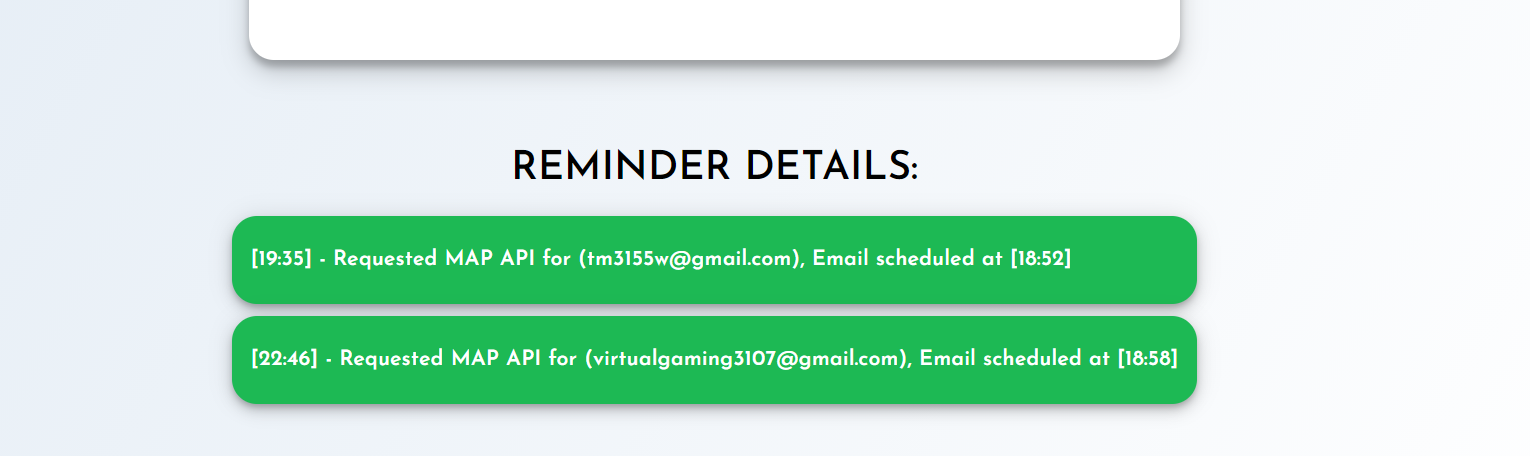 REMINDER DETAILS:
[19:35] - Requested MAP API for (tm3155w@gmail.com), Email scheduled at [18:52]
[22:46] - Requested MAP API for (virtualgaming3107@gmail.com), Email scheduled at [18:58]